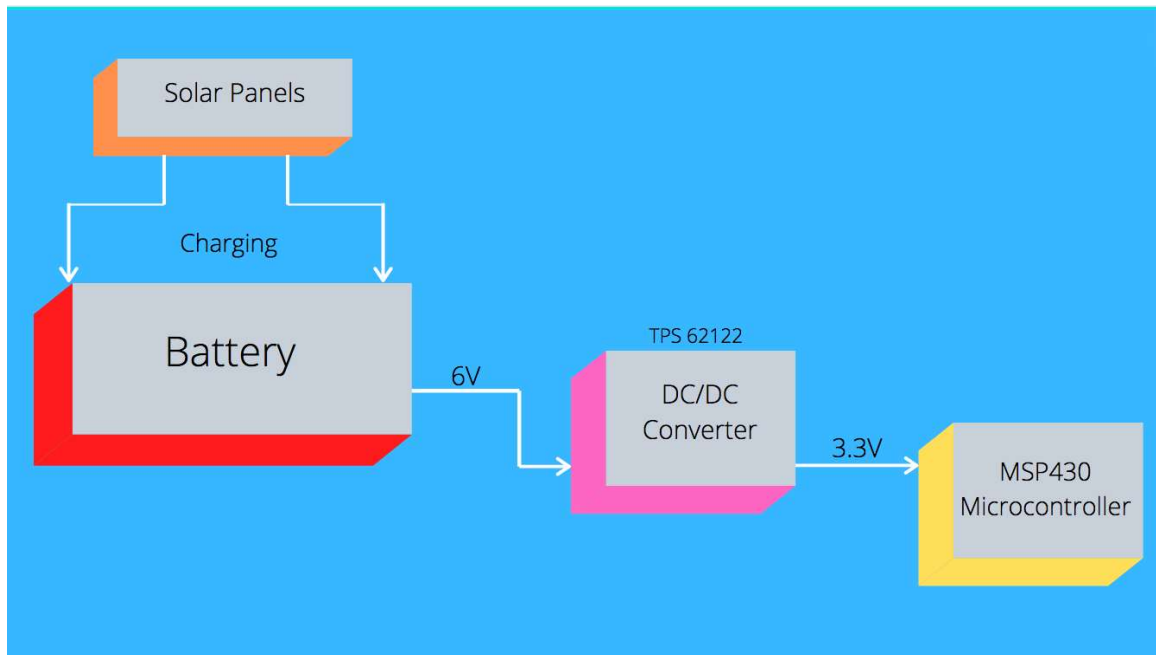 Solar Panels
Charging
Battery
6V
TPS 62122
DC/DC
Converter
3.3V
MSP430
Microcontroller